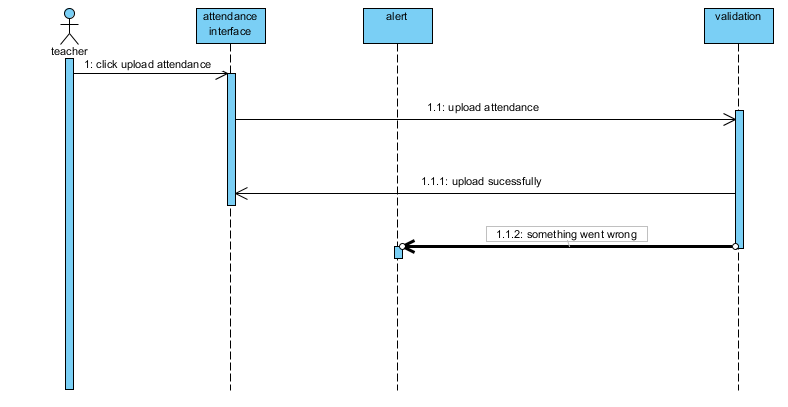 attendance
interface
alert
validation
teacher
1: click upload attendance
1.1: upload attendance
1.1.1: upload sucessfully
1.1.2: something went wrong